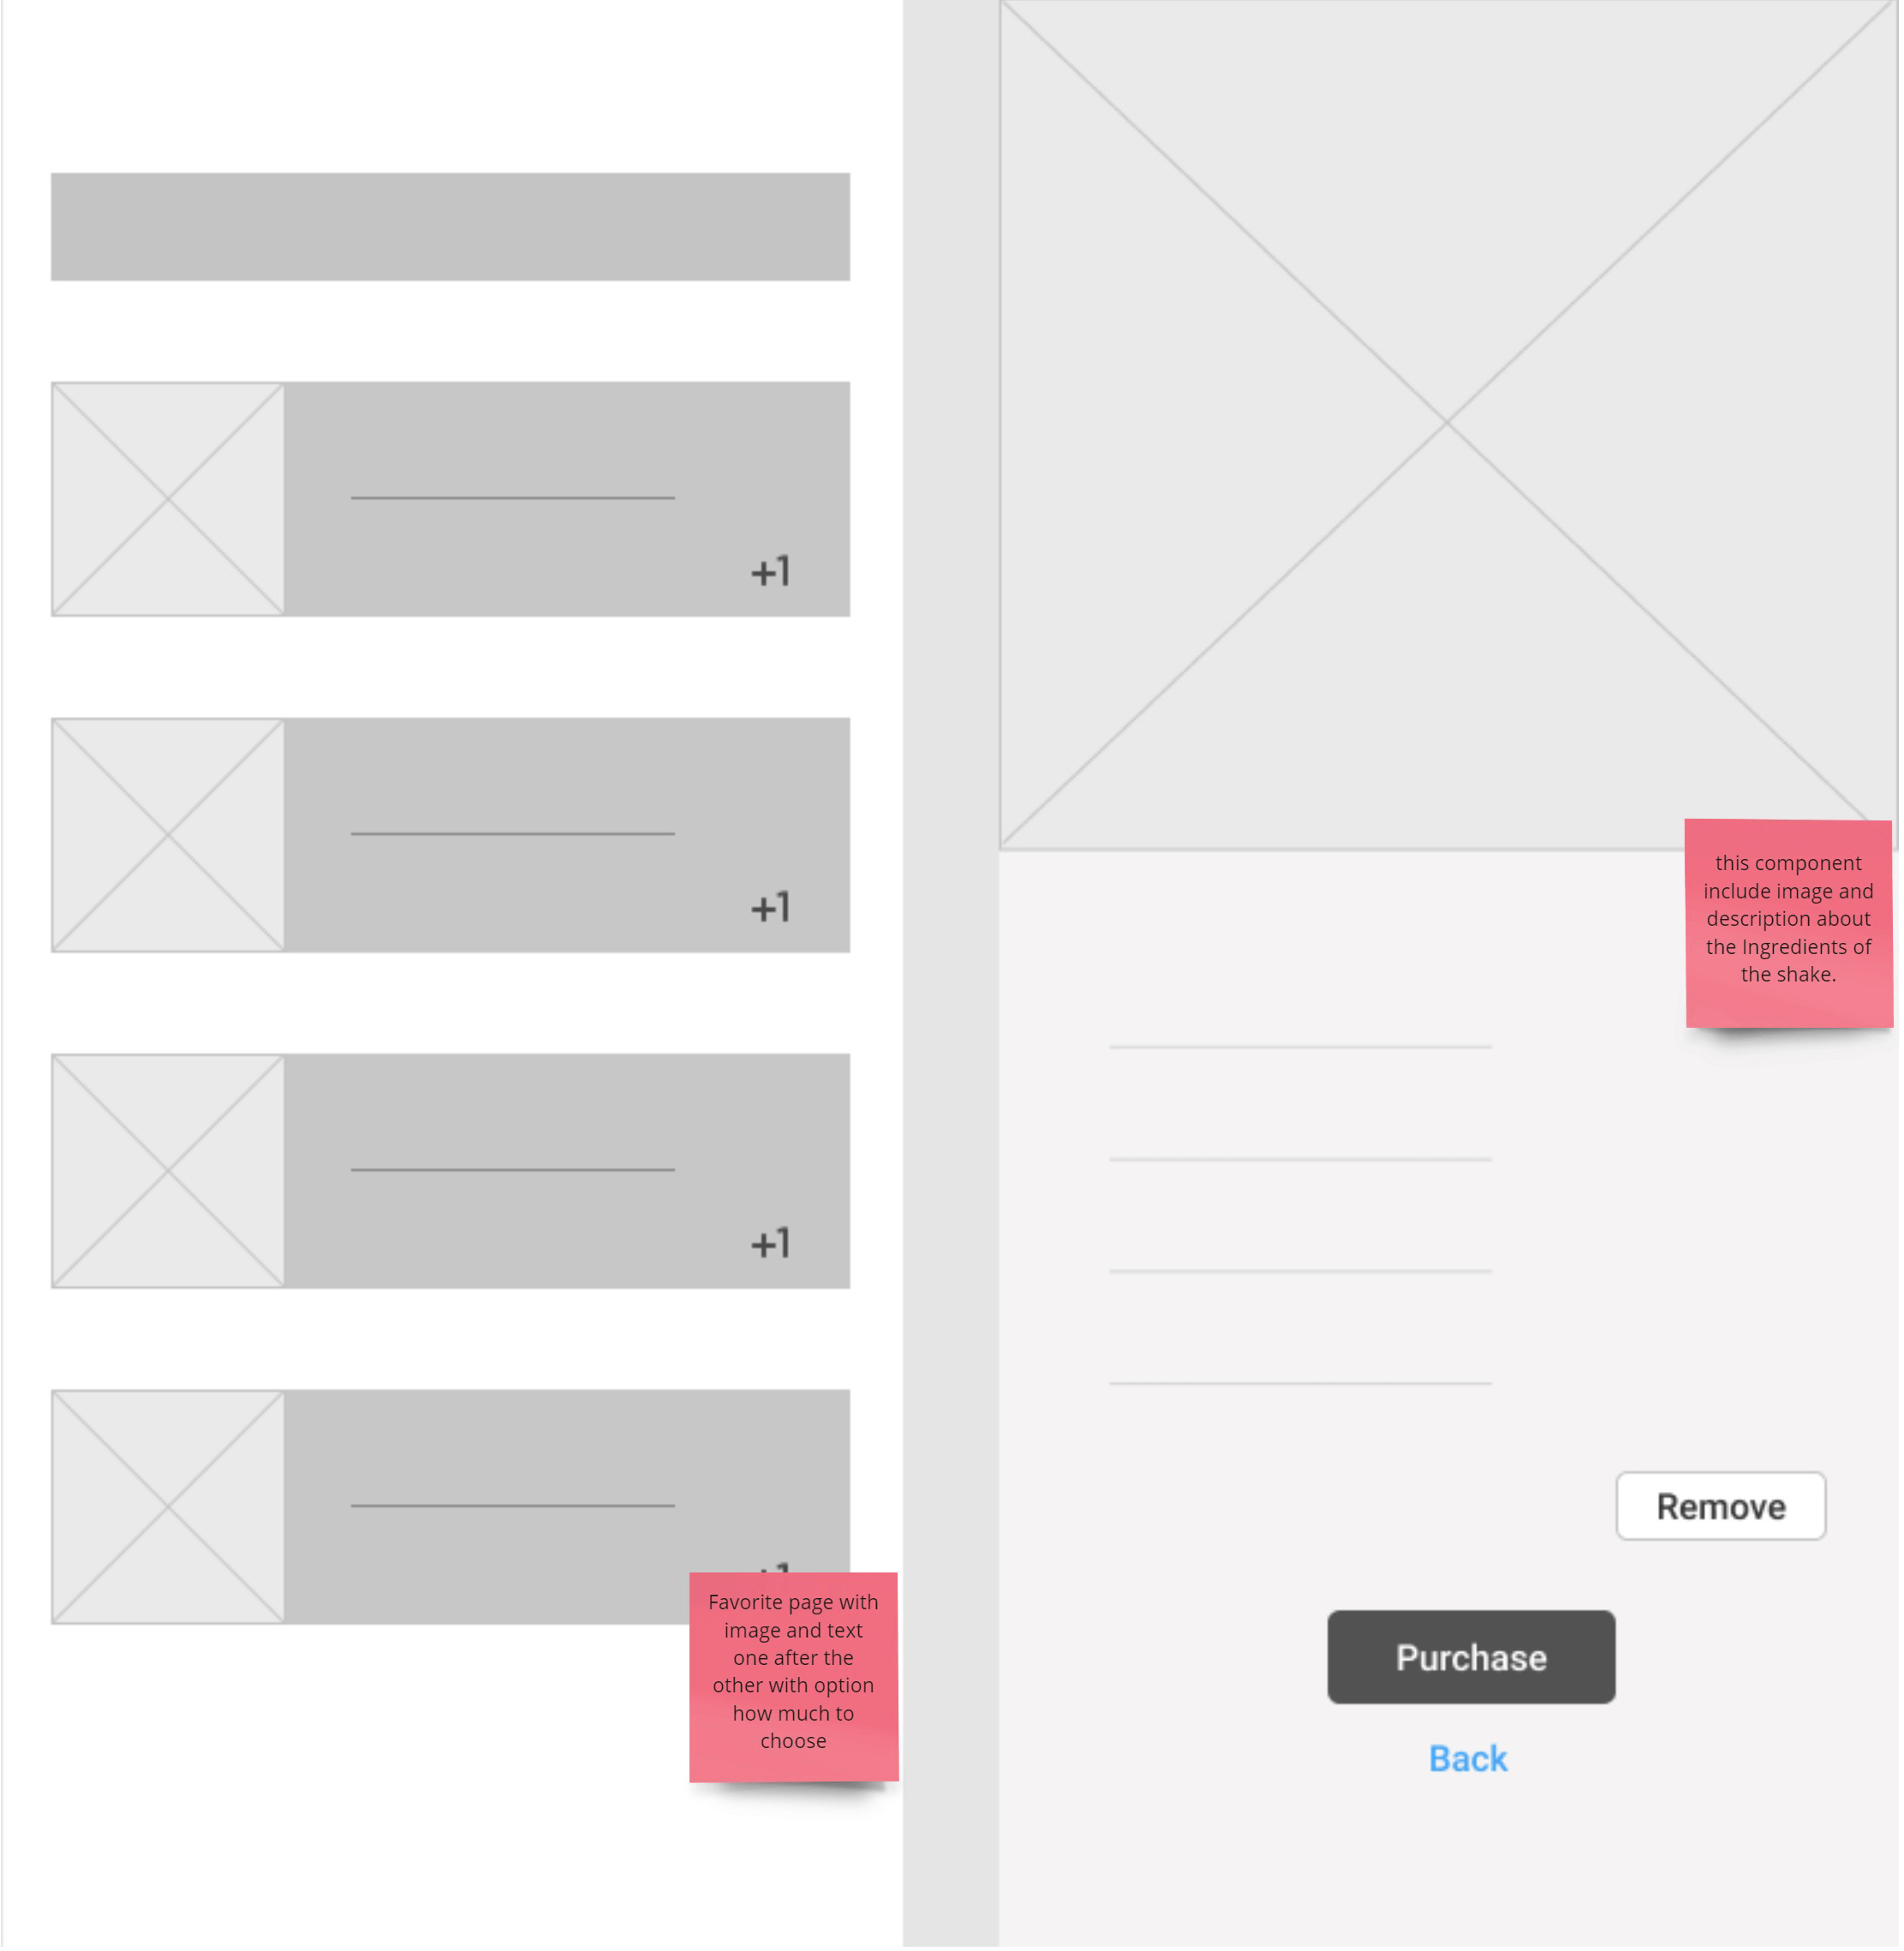 +1
+1
+1
+1
Favorite page with
image and text
one after the
other with option
how much to
choose
this component
include image and
description about
the Ingredients of
the shake.
Remove
Purchase
Back